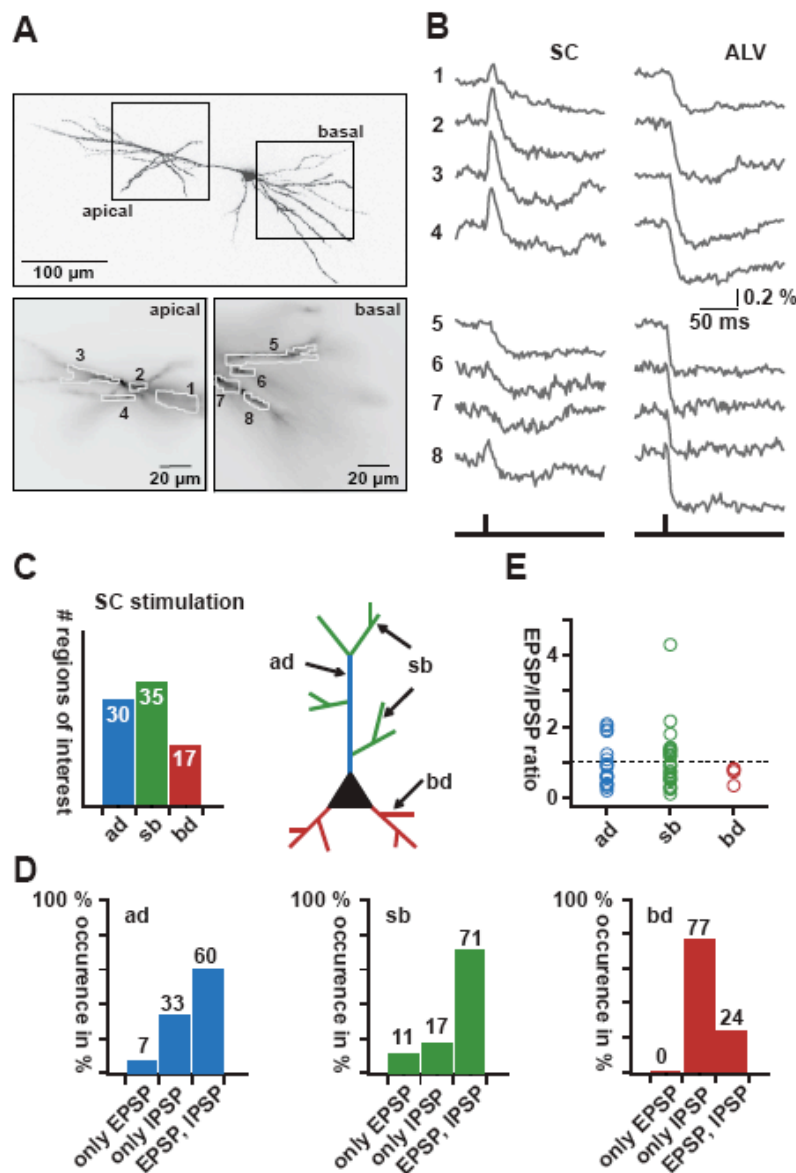 A
basal
apical
100 µm
apical
3
2
1
4
20 µm
basal
5
6
7
8
20 µm
B
SC
ALV
1
2
3
4
0.2 %
50 ms
5
6
7
8
C
SC stimulation
# regions of interest
30
35
17
ad
sb
bd
ad
sb
bd
E
EPSP/IPSP ratio
4
2
1
0
ad
sb
bd
D
100 %
occurence in %
ad
7
33
60
only EPSP
only IPSP
EPSP, IPSP
100 %
occurence in %
sb
11
17
71
only EPSP
only IPSP
EPSP, IPSP
100 %
occurence in %
bd
0
77
24
only EPSP
only IPSP
EPSP, IPSP